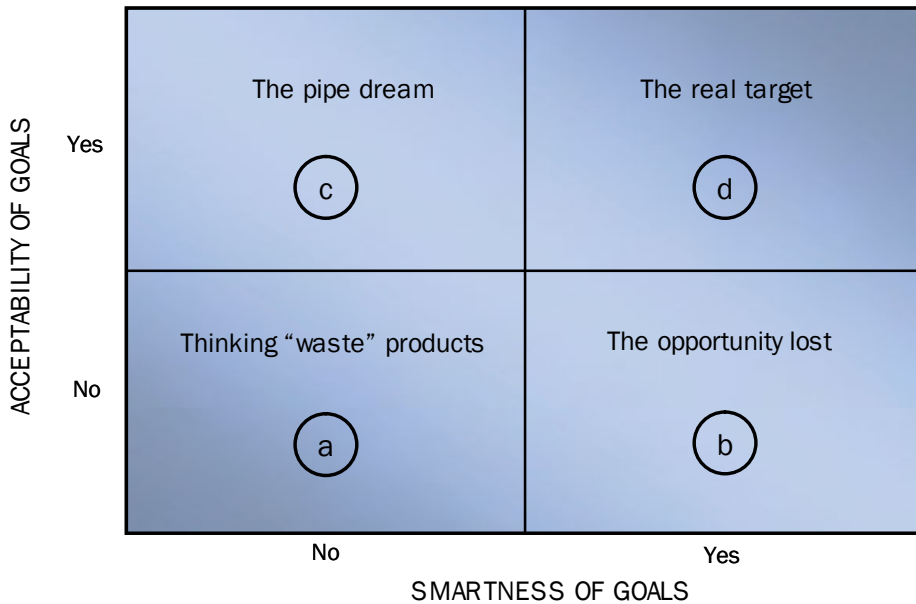 The pipe dream
The real target
ACCEPTABILITY OF GOALS
Yes
c
d
Thinking “waste” products
The opportunity lost
No
a
b
No
Yes
SMARTNESS OF GOALS